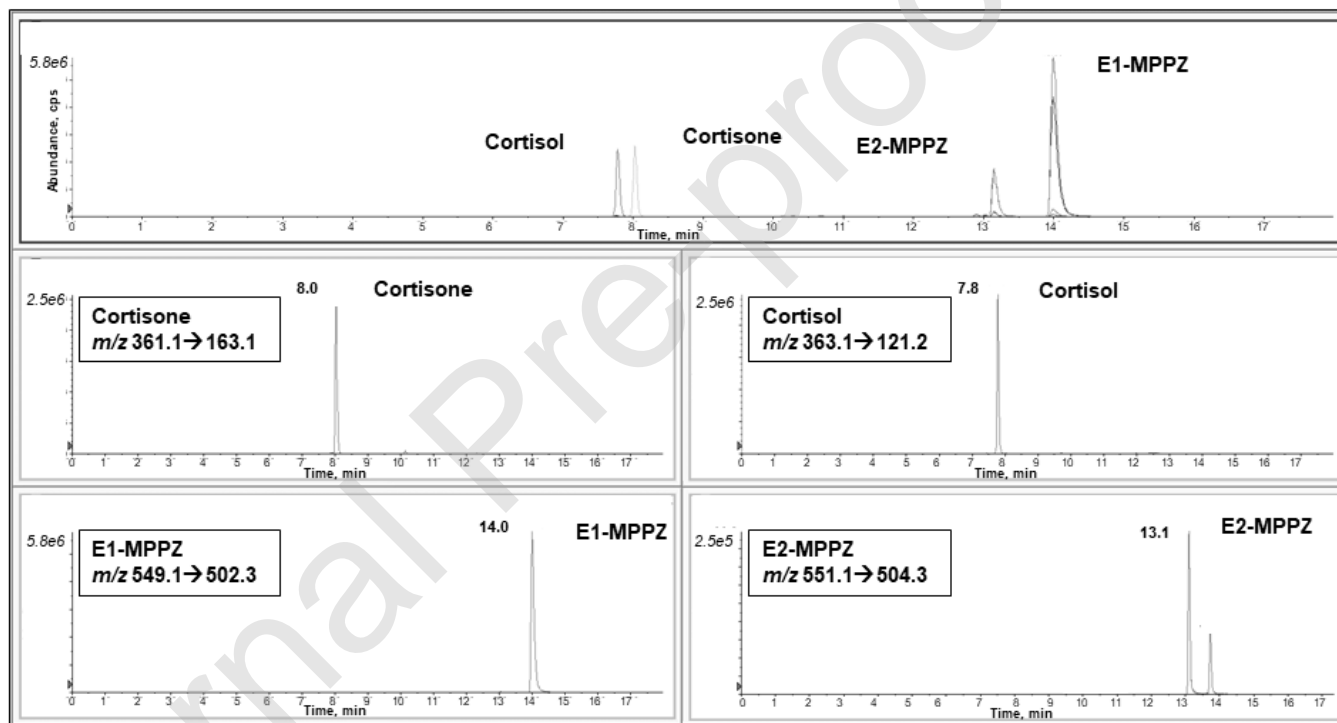 5.8e6
E1-MPPZ
Cortisol
Cortisone
E2-MPPZ
Abundance, cps
0 1 2 3 4 5 6 7 8 9 10 11 12 13 14 15 16 17
Time, min
2.5e6
8.0
Cortisone
Cortisone
m/z 361.1→163.1
0 1 2 3 4 5 6 7 8 9 10 11 12 13 14 15 16 17
Time, min
2.5e6
7.8
Cortisol
Cortisol
m/z 363.1→121.2
0 1 2 3 4 5 6 7 8 9 10 11 12 13 14 15 16 17
Time, min
5.8e6
14.0
E1-MPPZ
E1-MPPZ
m/z 549.1→502.3
0 1 2 3 4 5 6 7 8 9 10 11 12 13 14 15 16 17
Time, min
2.5e5
13.1
E2-MPPZ
E2-MPPZ
m/z 551.1→504.3
0 1 2 3 4 5 6 7 8 9 10 11 12 13 14 15 16 17
Time, min
rnal Pre-proo